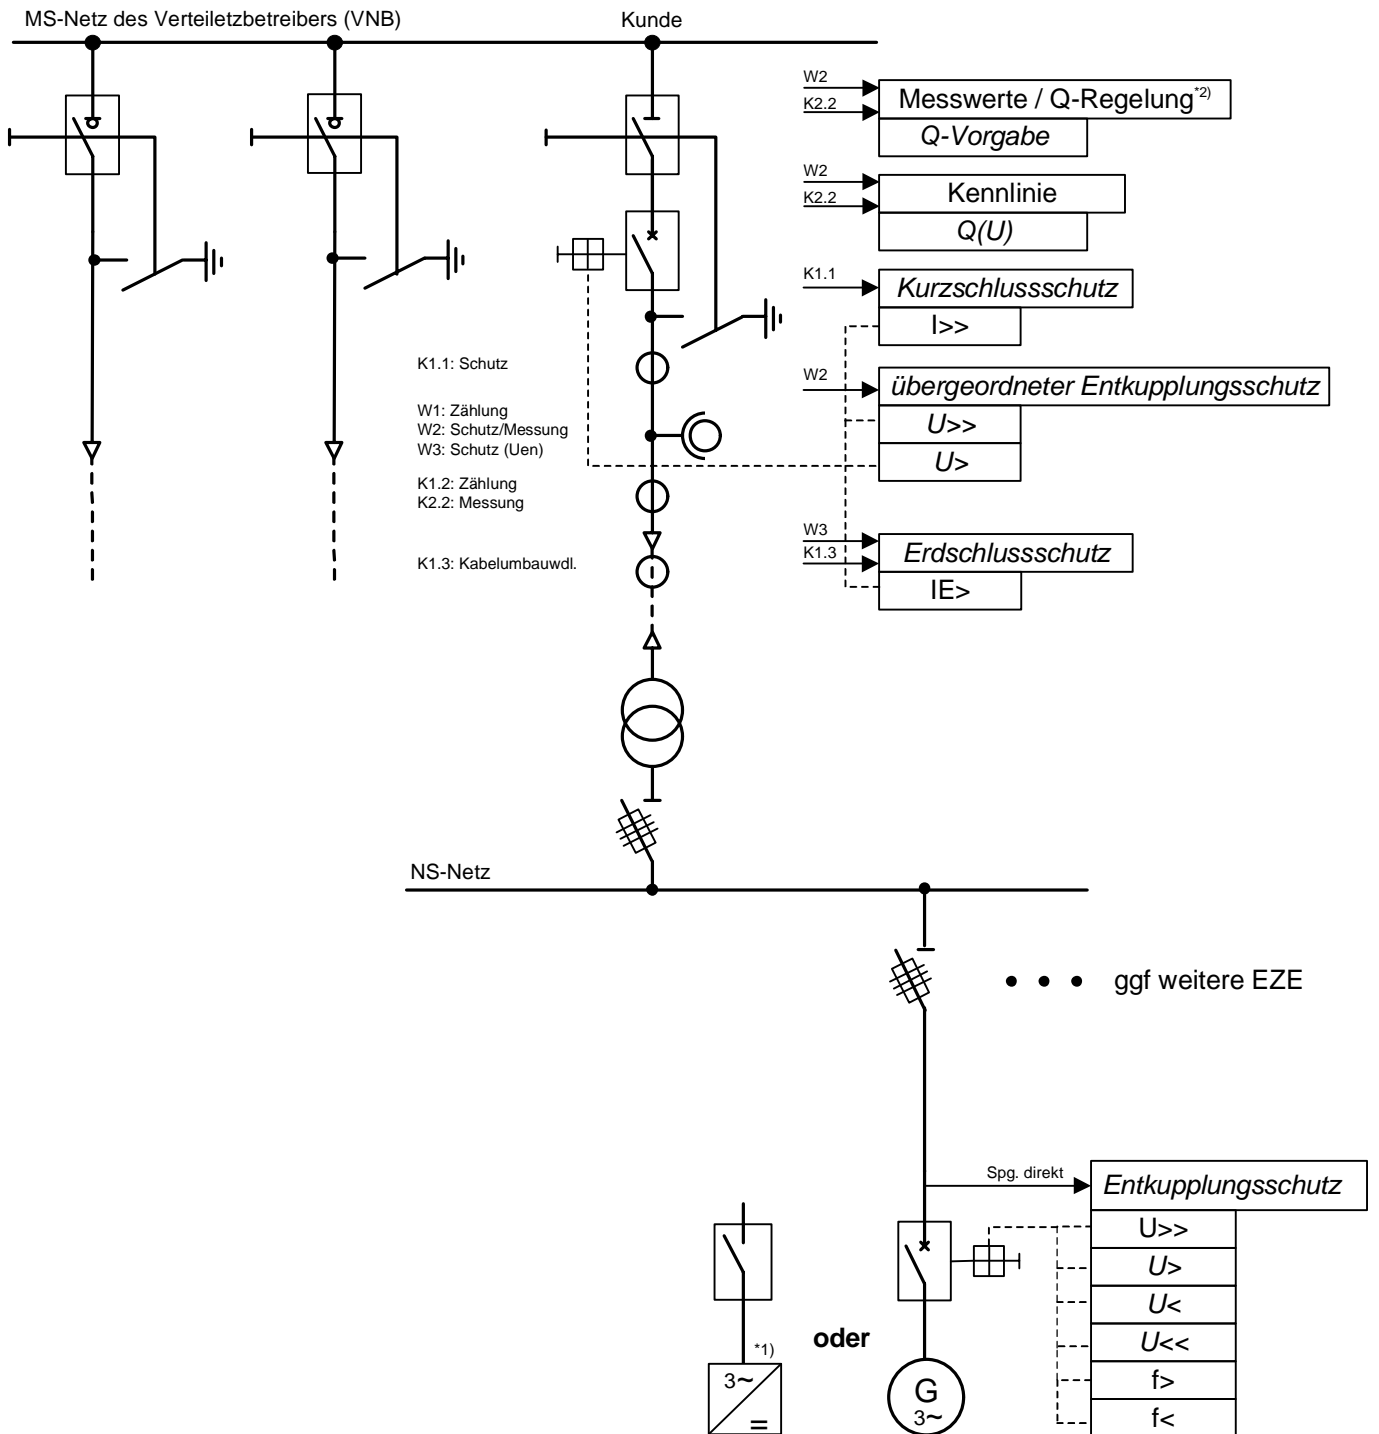 MS-Netz des Verteiletzbetreibers (VNB)
Kunde
W2
K2.2
Messwerte / Q-Regelung*2)
Q-Vorgabe
W2
K2.2
Kennlinie
Q(U)
K1.1
Kurzschlussschutz
I>>
K1.1: Schutz
W2
übergeordneter Entkupplungsschutz
U>>
U>
W1: Zählung
W2: Schutz/Messung
W3: Schutz (Uen)
K1.2: Zählung
K2.2: Messung
W3
K1.3
Erdschlussschutz
IE>
K1.3: Kabelumbauwdl.
NS-Netz
ggf weitere EZE
Spg. direkt
Entkupplungsschutz
U>>
U>
U<
U<<
f>
f<
oder
*1)
3~
=
G
3~